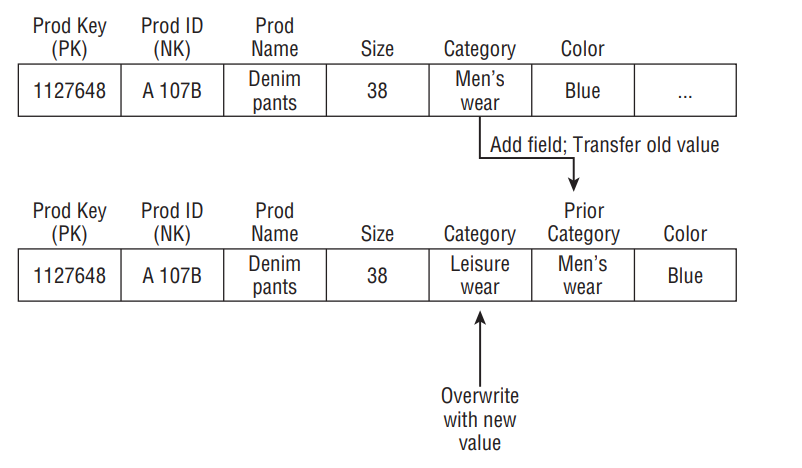 Prod Key Prod ID Prod
(PK) (NK) Name Size Category Color
1127648 A 107B Denim pants 38 Men’s wear Blue ...
Add field; Transfer old value
Prod Key Prod ID Prod Prior
(PK) (NK) Name Size Category Category Color
1127648 A 107B Denim pants 38 Leisure wear Men’s wear Blue
Overwrite
with new
value